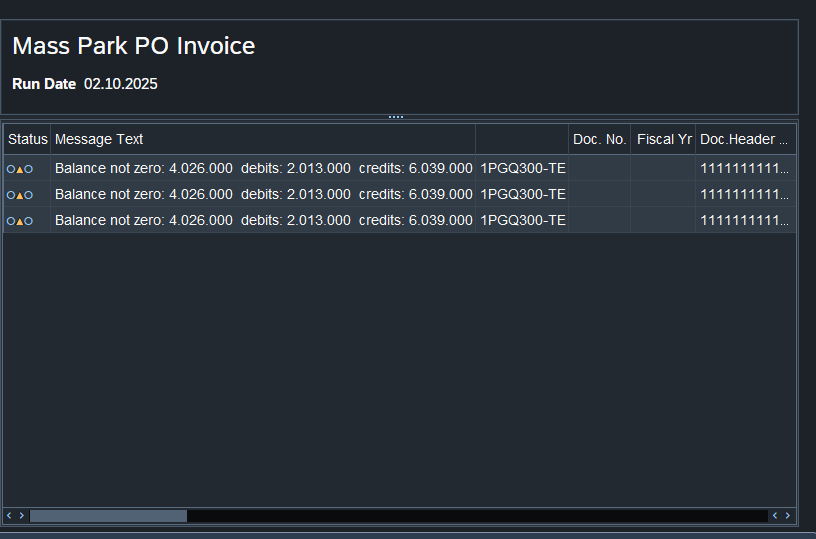 Mass Park PO Invoice
Run Date 02.10.2025
Status Message Text Doc. No. Fiscal Yr Doc.Header ...
Balance not zero: 4.026.000 debits: 2.013.000 credits: 6.039.000 1PGQ300-TE 1111111111...
Balance not zero: 4.026.000 debits: 2.013.000 credits: 6.039.000 1PGQ300-TE 1111111111...
Balance not zero: 4.026.000 debits: 2.013.000 credits: 6.039.000 1PGQ300-TE 1111111111...